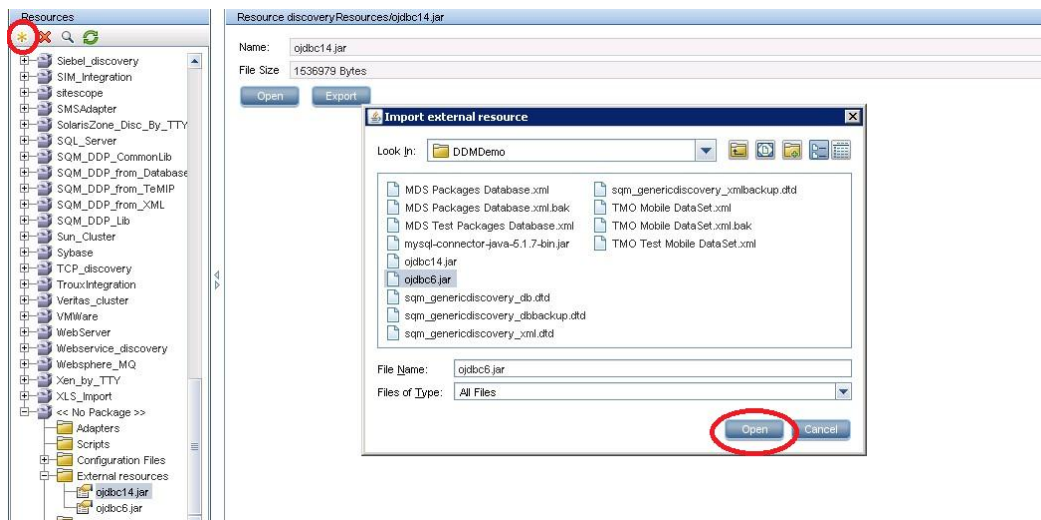 Resources
Siebel_discovery
SIM_Integration
sitescope
SMSAdapter
SolarisZone_Disc_By_TTY
SQL_Server
SQM_DDP_CommonLib
SQM_DDP_from_Database
SQM_DDP_from_TeMIP
SQM_DDP_from_XML
SQM_DDP_Lib
Sun_Cluster
Sybase
TCP_discovery
TrouxIntegration
Veritas_cluster
VMWare
WebServer
Webservice_discovery
Websphere_MQ
Xen_by_TTY
XLS_Import
<< No Package >>
Adapters
Scripts
Configuration Files
External resources
ojdbc14.jar
ojdbc6.jar
Resource discoveryResources/ojdbc14.jar
Name: ojdbc14.jar
File Size 1536979 Bytes
Open Export
Import external resource
Look In: DDMDemo
MDS Packages Database.xml
MDS Packages Database.xml.bak
MDS Test Packages Database.xml
mysql-connector-java-5.1.7-bin.jar
ojdbc14.jar
ojdbc6.jar
sqm_genericdiscovery_db.dtd
sqm_genericdiscovery_dbbackup.dtd
sqm_genericdiscovery_xml.dtd
sqm_genericdiscovery_xmlbackup.dtd
TMO Mobile DataSet.xml
TMO Mobile DataSet.xml.bak
TMO Test Mobile DataSet.xml
File Name: ojdbc6.jar
Files of Type: All Files
Open Cancel